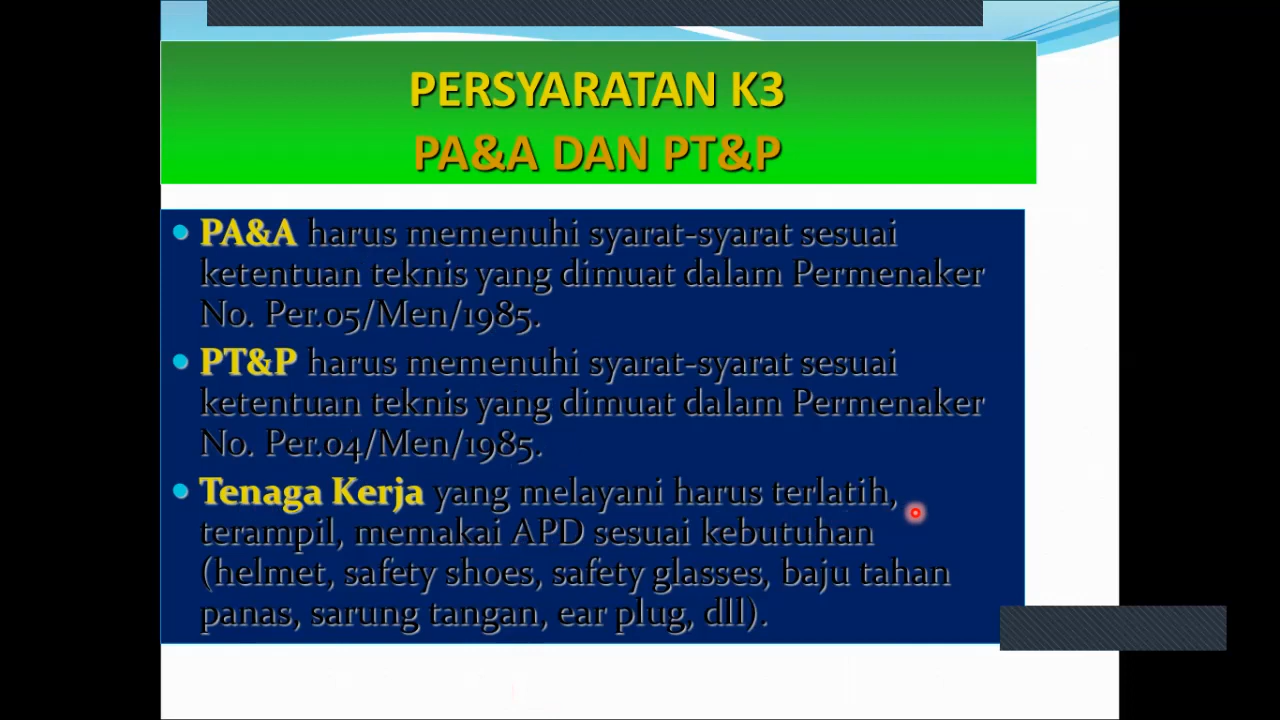 PERSYARATAN K3
PA&A DAN PT&P
PA&A harus memenuhi syarat-syarat sesuai
ketentuan teknis yang dimuat dalam Permenaker
No. Per.05/Men/1985.
PT&P harus memenuhi syarat-syarat sesuai
ketentuan teknis yang dimuat dalam Permenaker
No. Per.04/Men/1985.
Tenaga Kerja yang melayani harus terlatih,
terampil, memakai APD sesuai kebutuhan
(helmet, safety shoes, safety glasses, baju tahan
panas, sarung tangan, ear plug, dll).